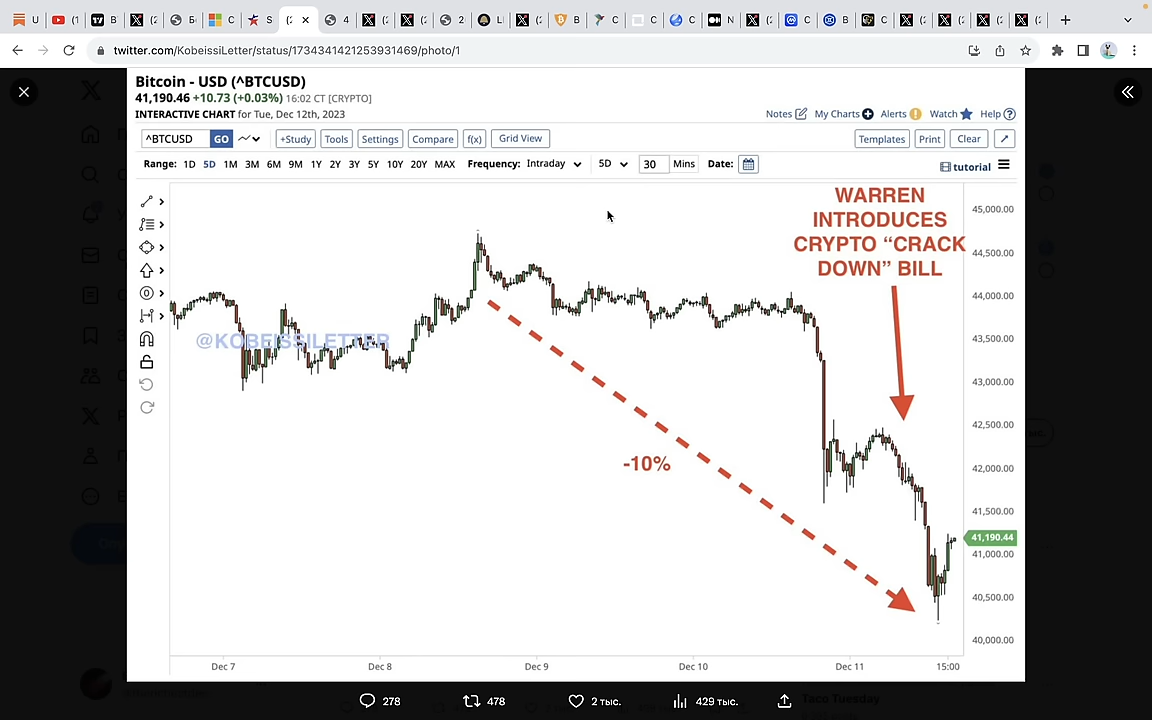 twitter.com/KobeissiLetter/status/1734341421253931469/photo/1
Bitcoin - USD (^BTCUSD)
41,190.46 +10.73 (+0.03%) 16:02 CT [CRYPTO]
INTERACTIVE CHART for Tue, Dec 12th, 2023
Notes My Charts Alerts Watch Help
^BTCUSD GO +Study Tools Settings Compare f(x) Grid View Templates Print Clear
Range: 1D 5D 1M 3M 6M 9M 1Y 2Y 3Y 5Y 10Y 20Y MAX Frequency: Intraday 5D 30 Mins Date:
tutorial
WARREN
INTRODUCES
CRYPTO “CRACK
DOWN” BILL
45,000.00
44,500.00
44,000.00
43,500.00
@KOBEISSILETTER
43,000.00
42,500.00
-10%
42,000.00
41,500.00
41,190.44
41,000.00
40,500.00
40,000.00
Dec 7 Dec 8 Dec 9 Dec 10 Dec 11 15:00
278 478 2 тыс. 429 тыс.
Taco Tuesday